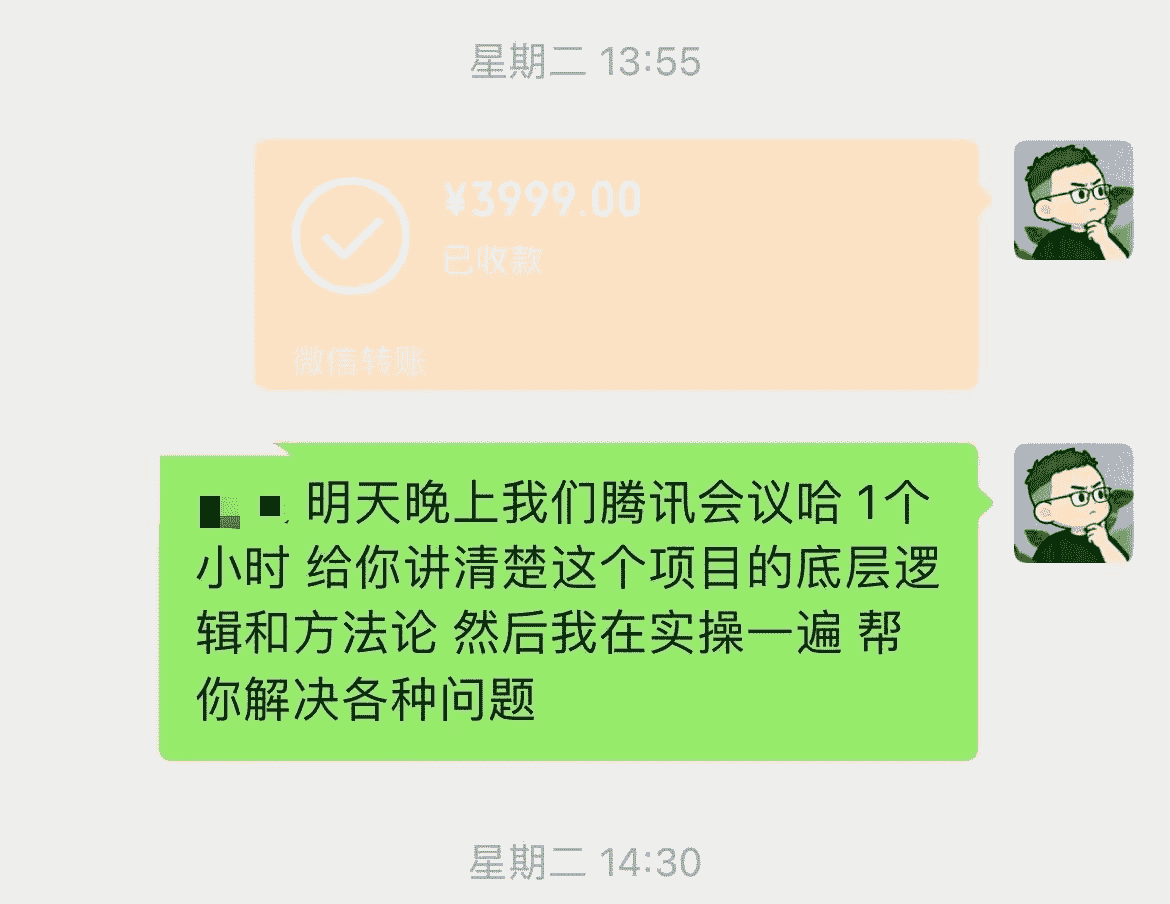 星期二 13:55
¥3999.00
已收款
微信转账
明天晚上我们腾讯会议哈 1个
小时 给你讲清楚这个项目的底层逻
辑和方法论 然后我在实操一遍 帮
你解决各种问题
星期二 14:30